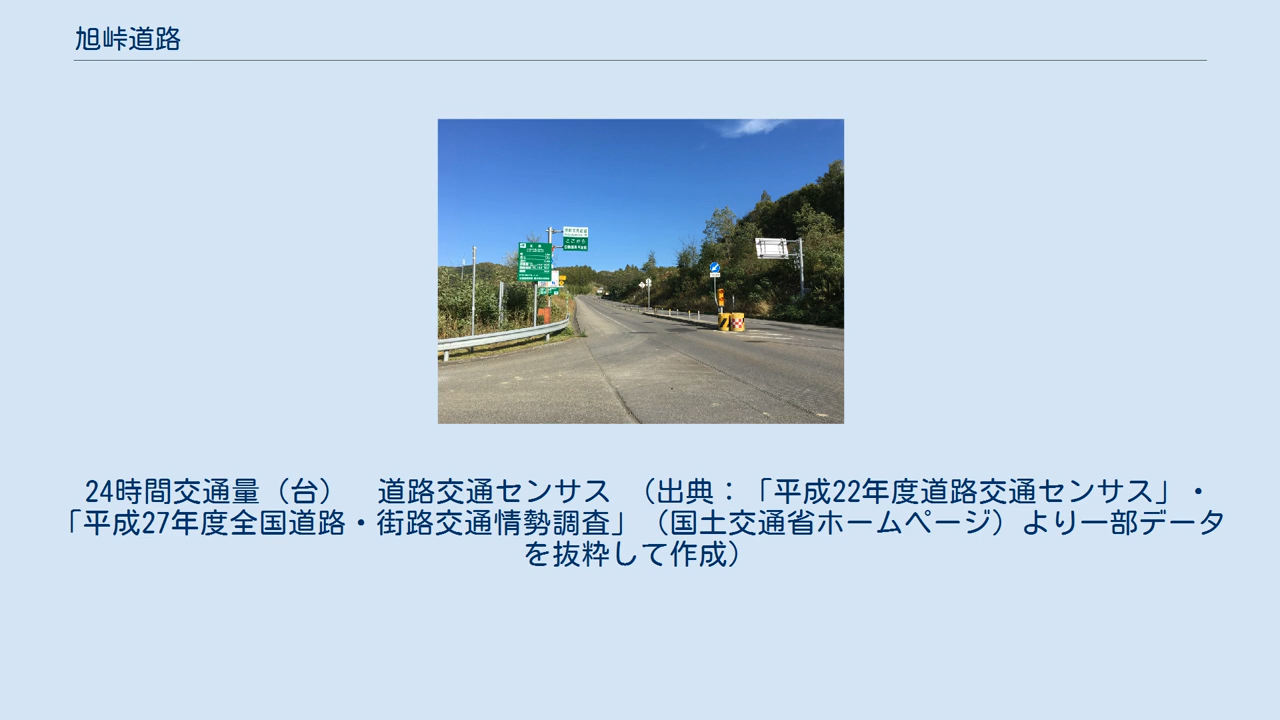 旭峠道路
24時間交通量（台）　道路交通センサス　（出典：「平成22年度道路交通センサス」・
「平成27年度全国道路・街路交通情勢調査」（国土交通省ホームページ）より一部データ
を抜粋して作成）